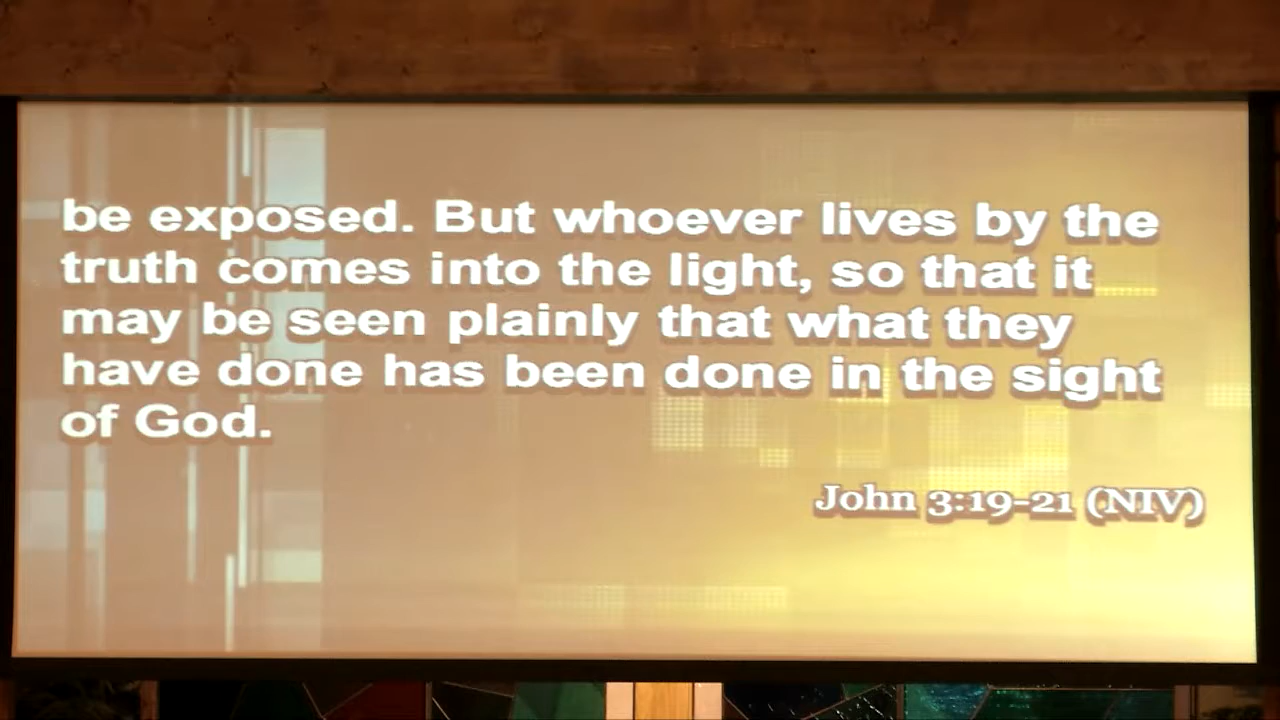 be exposed. But whoever lives by the
truth comes into the light, so that it
may be seen plainly that what they
have done has been done in the sight
of God.
John 3:19-21 (NIV)